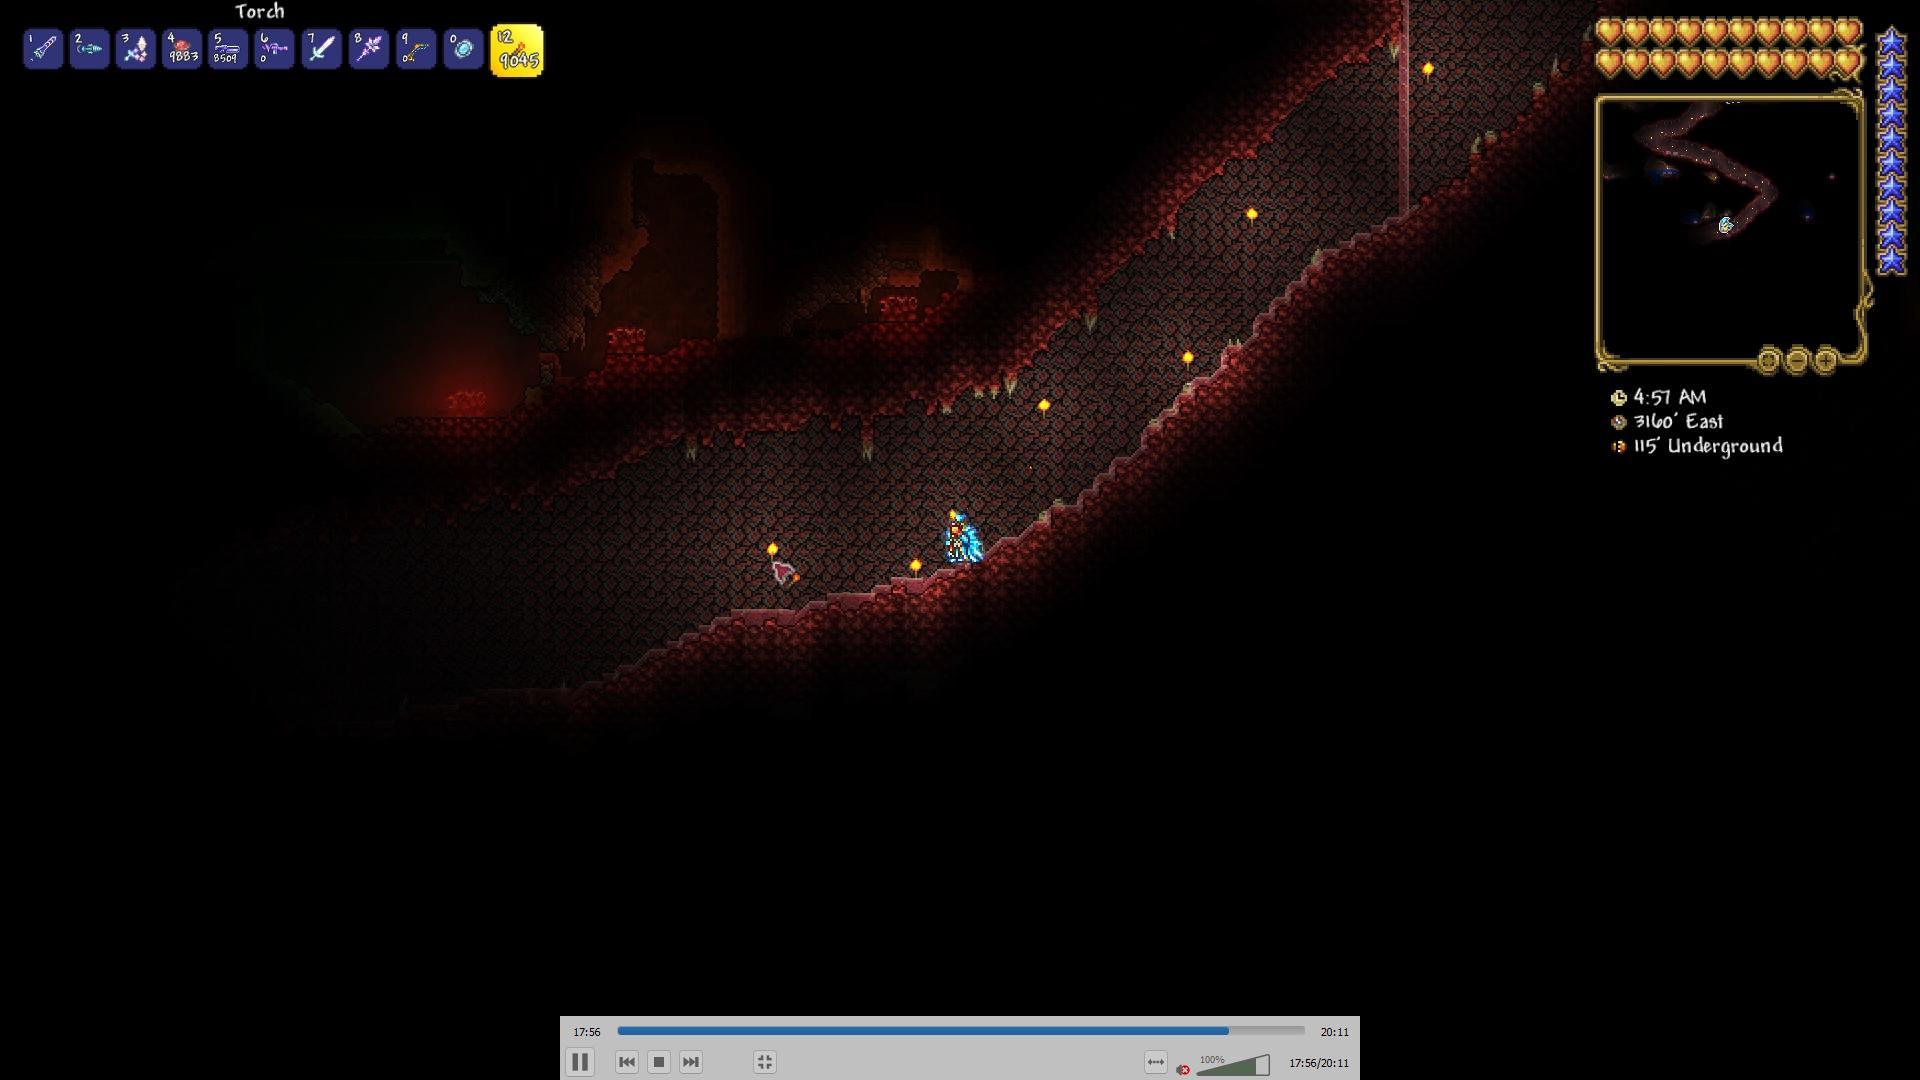 Torch
1 2 3 4 5 6 7 8 9 0 12
9883 8509 0 0 9045
4:57 AM
3160' East
115' Underground
17:56 20:11
100%
17:56/20:11